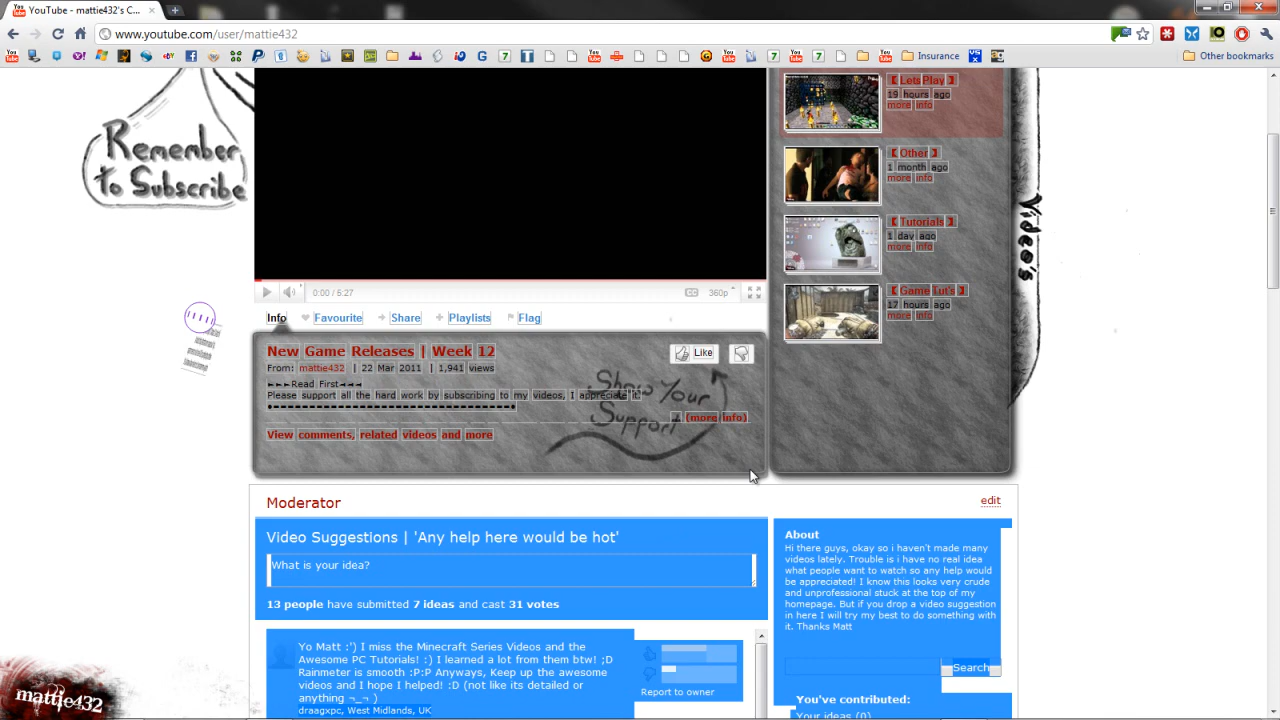 YouTube - mattie432's C...
www.youtube.com/user/mattie432
Insurance
Other bookmarks
Remember
to Subscribe
【 Lets Play 】
19 hours ago
more info
【 Other 】
1 month ago
more info
【 Tutorials 】
1 day ago
more info
【 Game Tut's 】
17 hours ago
more info
Video's
0:00 / 5:27
CC
360p
Info
Favourite
Share
Playlists
Flag
New Game Releases | Week 12
Like
From: mattie432 | 22 Mar 2011 | 1,941 views
►►►Read First◄◄◄
Please support all the hard work by subscribing to my videos, I appreciate it.
(more info)
Show Your
Support
View comments, related videos and more
Moderator
edit
Video Suggestions | 'Any help here would be hot'
What is your idea?
13 people have submitted 7 ideas and cast 31 votes
Yo Matt :') I miss the Minecraft Series Videos and the
Awesome PC Tutorials! :) I learned a lot from them btw! ;D
Rainmeter is smooth :P:P Anyways, Keep up the awesome
videos and I hope I helped! :D (not like its detailed or
anything ¬_¬ )
draagxpc, West Midlands, UK
Report to owner
About
Hi there guys, okay so i haven't made many
videos lately. Trouble is i have no real idea
what people want to watch so any help would
be appreciated! I know this looks very crude
and unprofessional stuck at the top of my
homepage. But if you drop a video suggestion
in here I will try my best to do something with
it. Thanks Matt
Search
You've contributed:
Your ideas (0)
mattie432